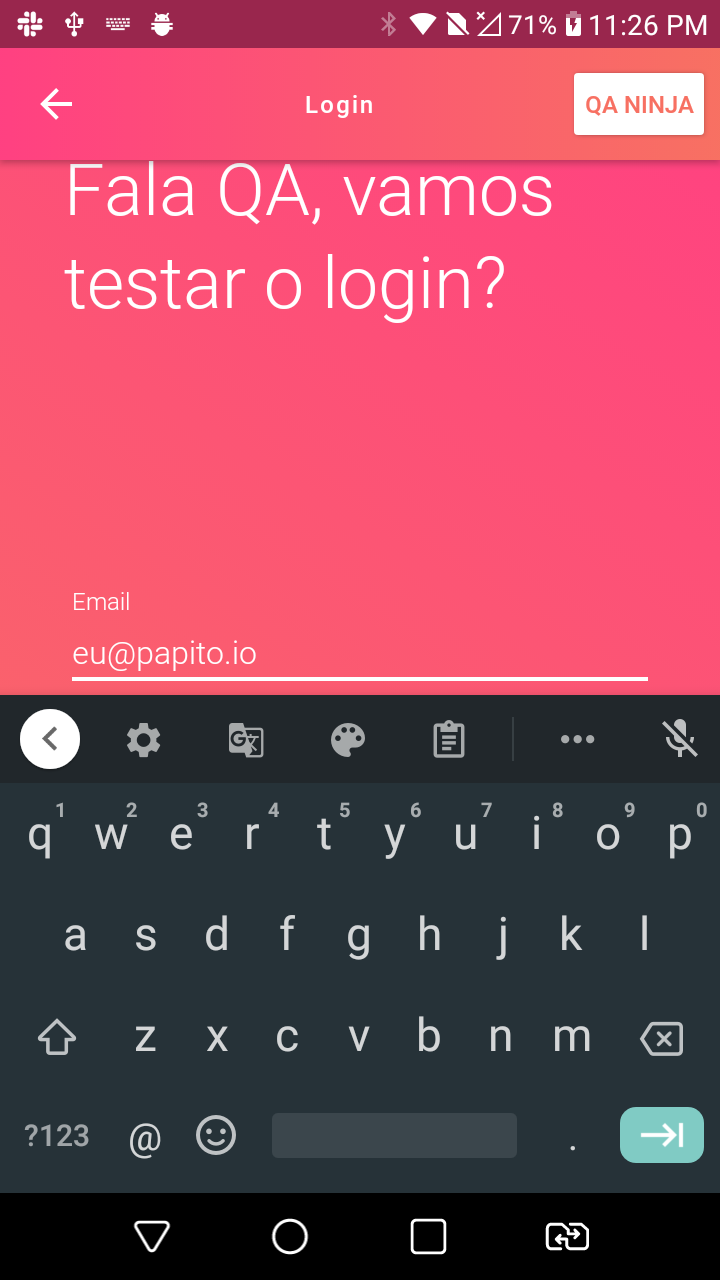 71% 11:26 PM
Login
QA NINJA
Fala QA, vamos
testar o login?
Email
eu@papito.io
1 2 3 4 5 6 7 8 9 0
q w e r t y u i o p
a s d f g h j k l
z x c v b n m
?123 @ .